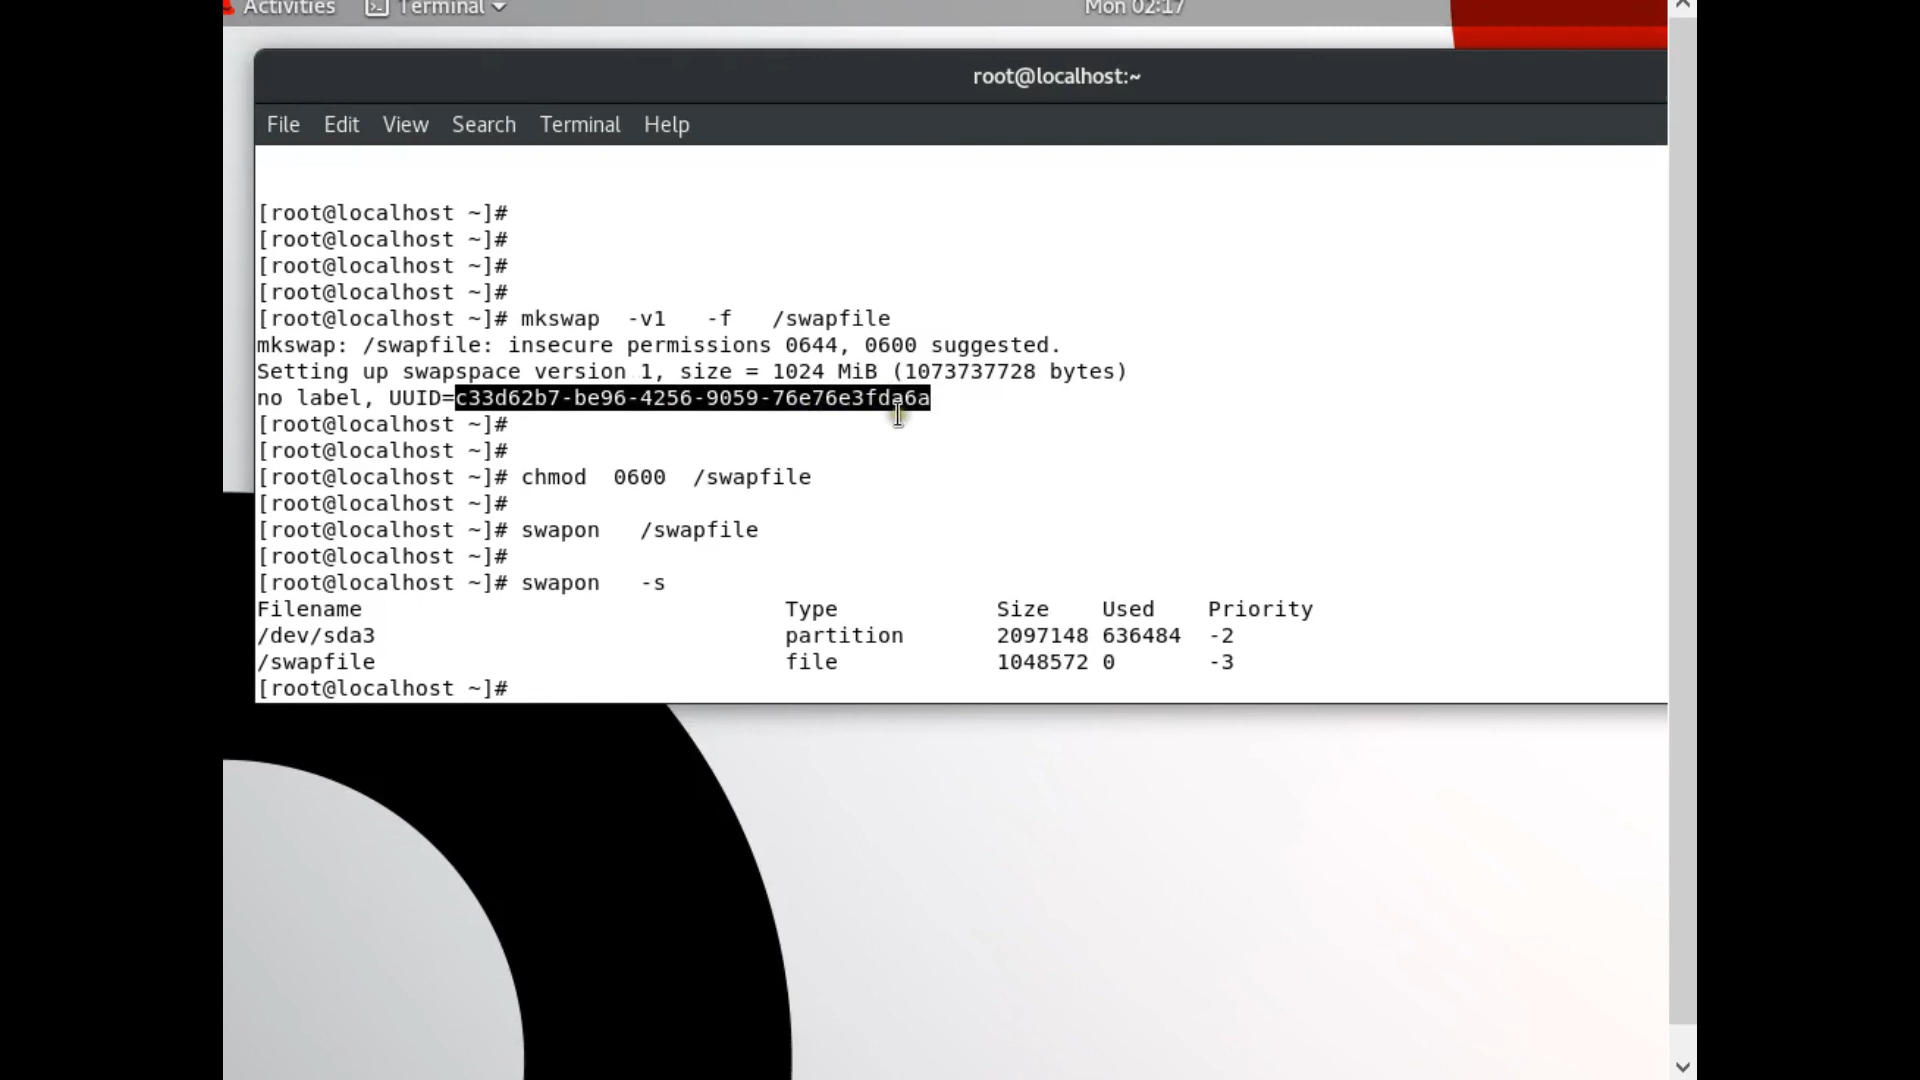 Activities Terminal Mon 02:17
root@localhost:~
File Edit View Search Terminal Help
[root@localhost ~]#
[root@localhost ~]#
[root@localhost ~]#
[root@localhost ~]#
[root@localhost ~]# mkswap  -v1   -f   /swapfile
mkswap: /swapfile: insecure permissions 0644, 0600 suggested.
Setting up swapspace version 1, size = 1024 MiB (1073737728 bytes)
no label, UUID=c33d62b7-be96-4256-9059-76e76e3fda6a
[root@localhost ~]#
[root@localhost ~]#
[root@localhost ~]# chmod  0600  /swapfile
[root@localhost ~]#
[root@localhost ~]# swapon   /swapfile
[root@localhost ~]#
[root@localhost ~]# swapon   -s
Filename Type Size Used Priority
/dev/sda3 partition 2097148 636484 -2
/swapfile file 1048572 0 -3
[root@localhost ~]#